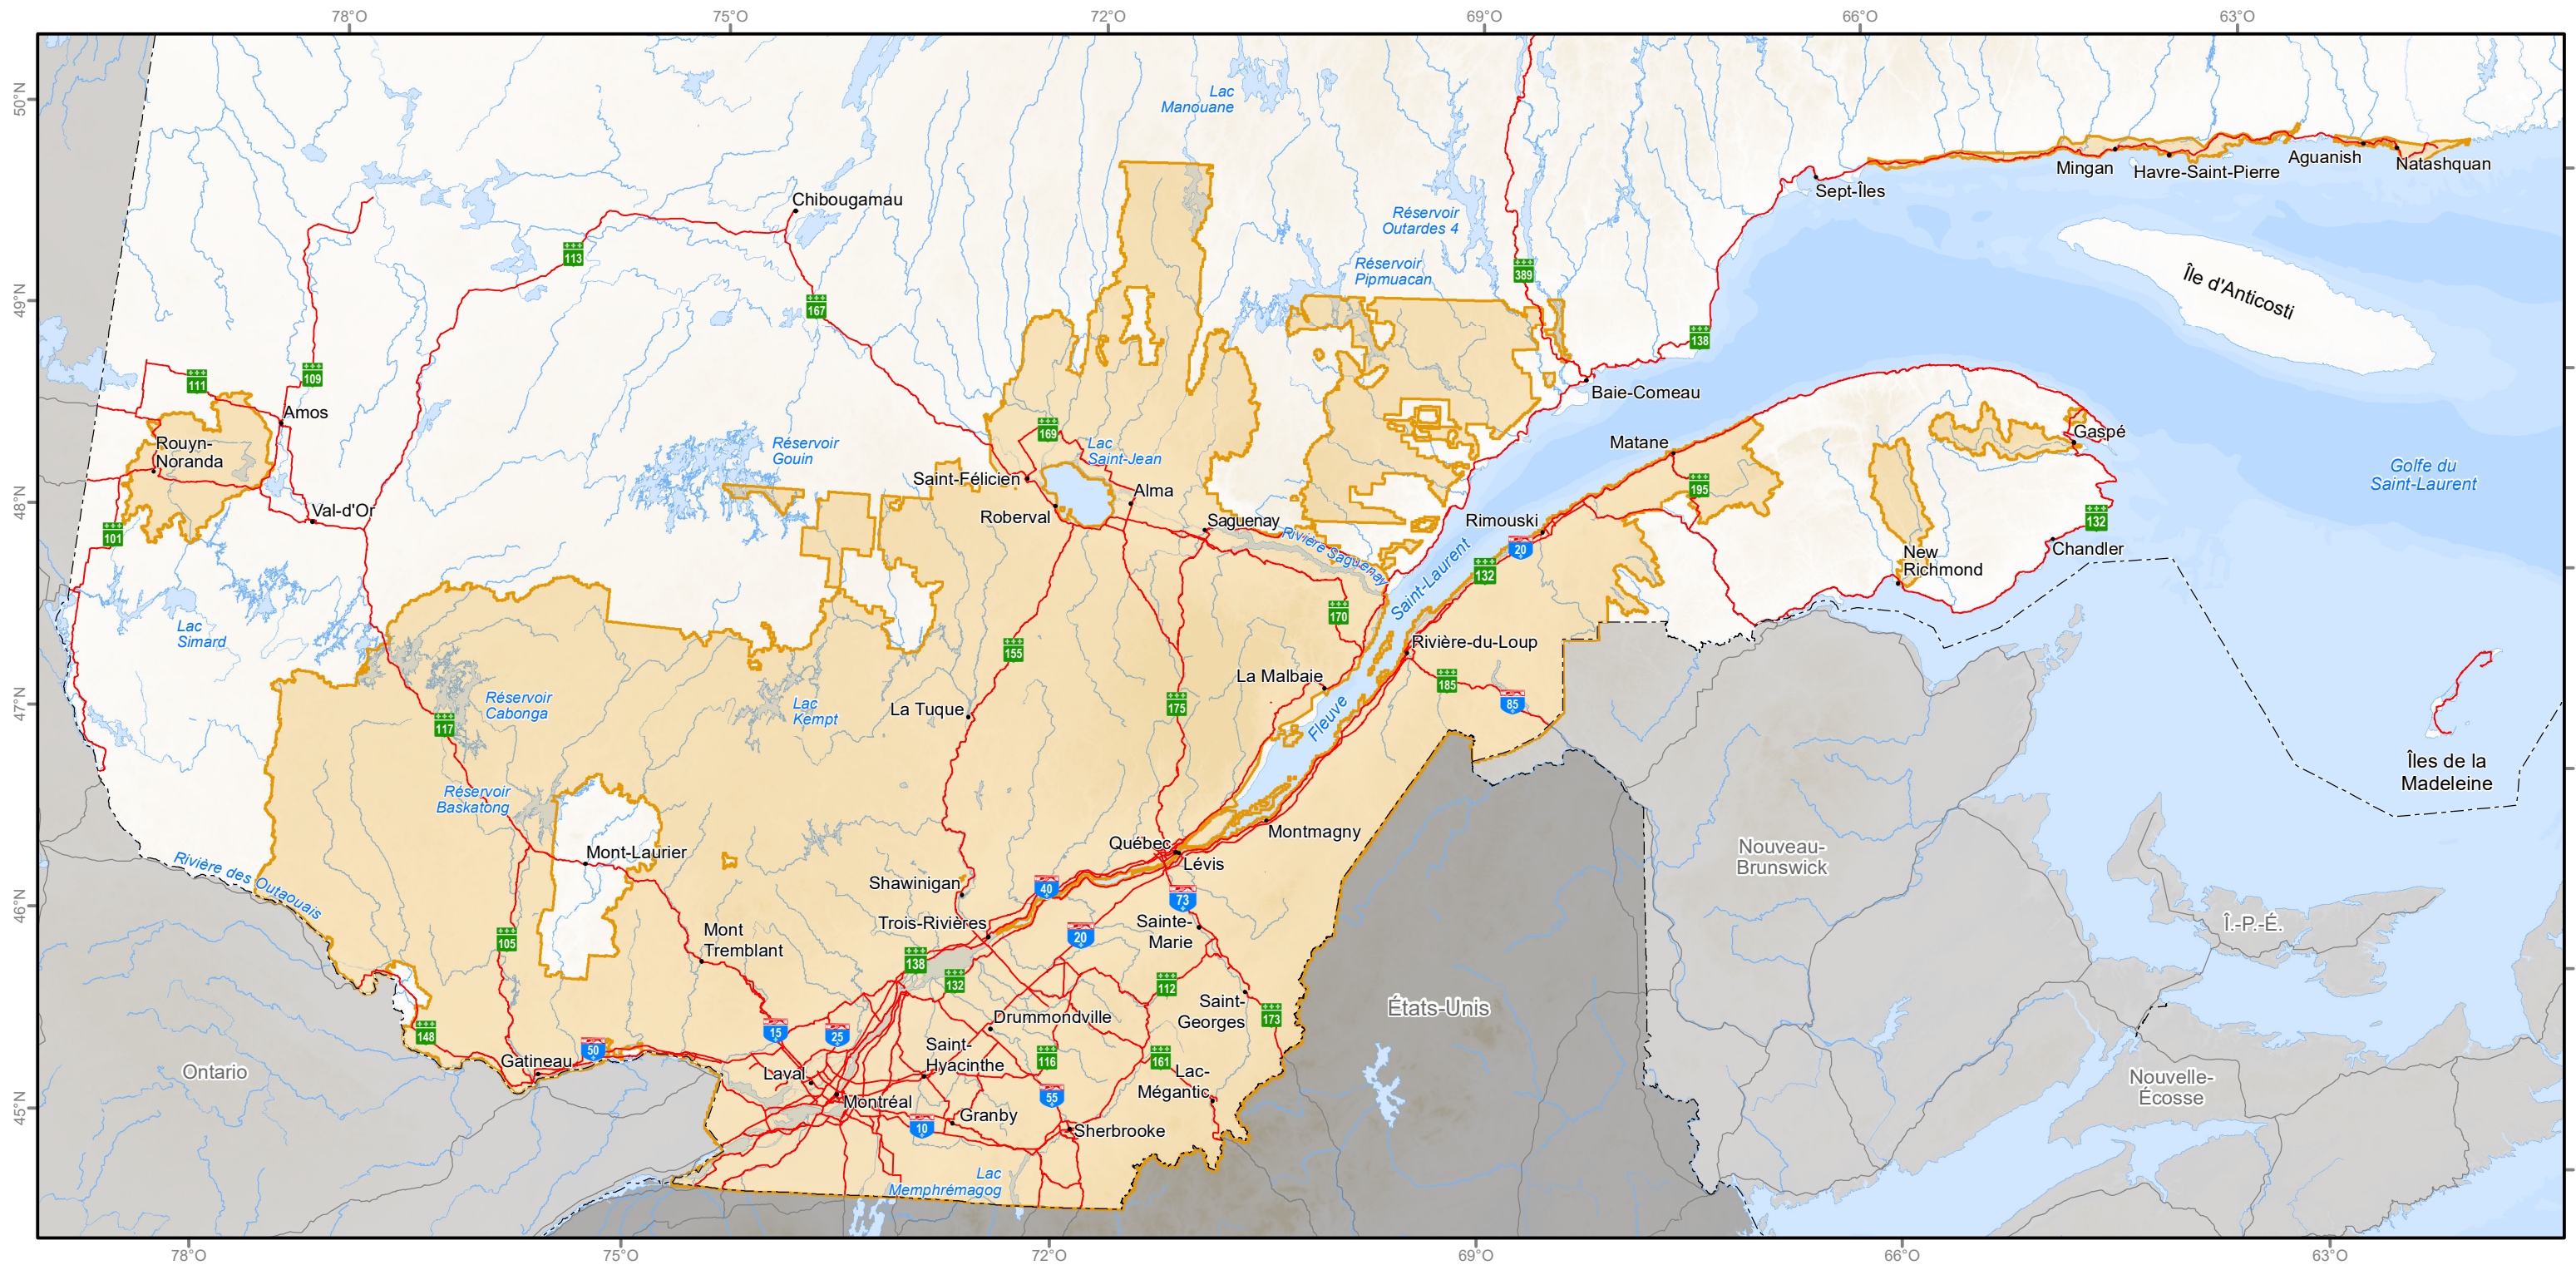 78°O
75°O
72°O
69°O
66°O
63°O
50°N
49°N
48°N
47°N
46°N
45°N
Lac
Manouane
Chibougamau
Réservoir
Outardes 4
Réservoir
Pipmuacan
Sept-Îles
Mingan
Havre-Saint-Pierre
Aguanish
Natashquan
Île d'Anticosti
113
167
389
138
111
109
Amos
Rouyn-
Noranda
Val-d'Or
101
Réservoir
Gouin
169
Lac
Saint-Jean
Saint-Félicien
Alma
Roberval
Saguenay
Rivière Saguenay
Baie-Comeau
Matane
195
Gaspé
Golfe du
Saint-Laurent
Rimouski
20
132
132
New
Richmond
Chandler
Lac
Simard
155
170
Saint-Laurent
Fleuve
Rivière-du-Loup
185
85
La Malbaie
Réservoir
Cabonga
117
Lac
Kempt
La Tuque
175
Îles de la
Madeleine
Réservoir
Baskatong
Mont-Laurier
Rivière des Outaouais
Québec
Lévis
Montmagny
Nouveau-
Brunswick
Shawinigan
40
73
Trois-Rivières
20
Sainte-
Marie
105
Mont
Tremblant
138
132
112
Saint-
Georges
173
États-Unis
Î.-P.-É.
148
Gatineau
50
15
25
Drummondville
Saint-
Hyacinthe
116
161
Laval
Lac-
Mégantic
Ontario
Montréal
55
10
Granby
Sherbrooke
Nouvelle-
Écosse
Lac
Memphrémagog
78°O
75°O
72°O
69°O
66°O
63°O